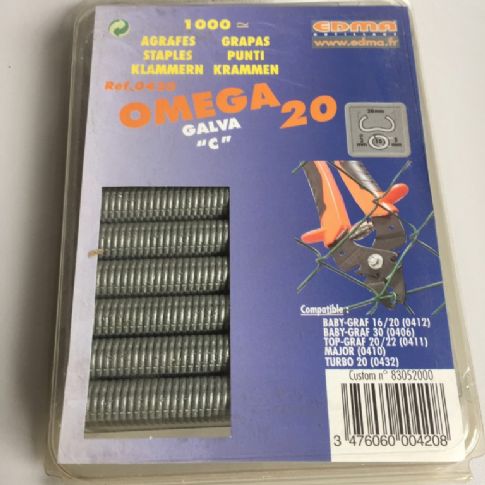 1000 ≃
AGRAFES GRAPAS
STAPLES PUNTI
KLAMMERN KRAMMEN
EDMA
www.edma.fr
OMEGA 20
GALVA
"C"
20mm
Compatible :
BABY-GRAF 16/20 (0412)
BABY-GRAF 30 (0406)
TOP-GRAF 20/22 (0411)
MAJOR (0410)
TURBO 20 (0432)
Custom n° 83052000
3 476060 004208